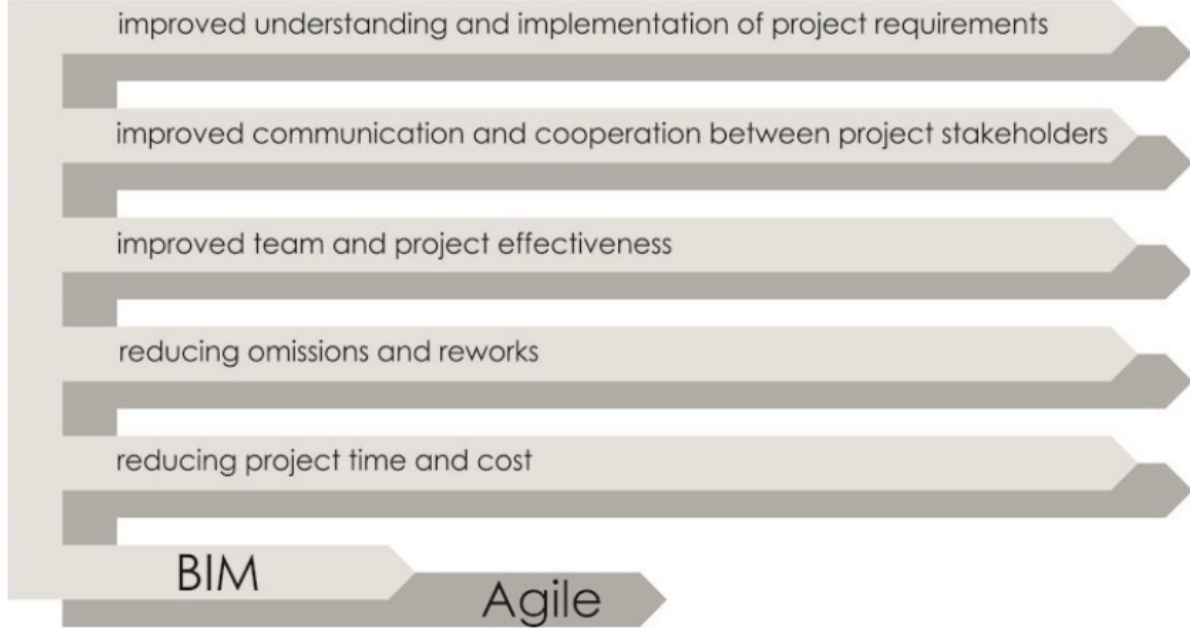 improved understanding and implementation of project requirements
improved communication and cooperation between project stakeholders
improved team and project effectiveness
reducing omissions and reworks
reducing project time and cost
BIM
Agile